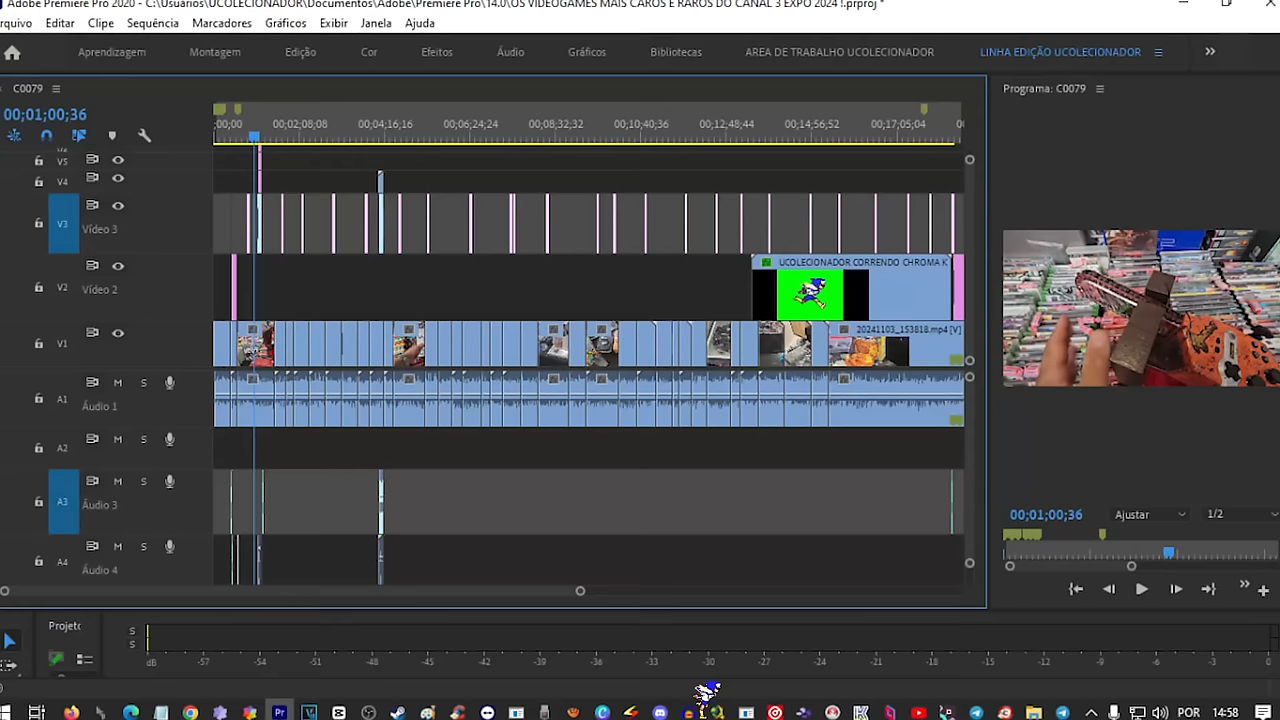 Adobe Premiere Pro 2020 - C:\Usuários\UCOLECIONADOR\Documentos\Adobe\Premiere Pro\14.0\OS VIDEOGAMES MAIS CAROS E RAROS DO CANAL 3 EXPO 2024 !.prproj *
rquivo Editar Clipe Sequência Marcadores Gráficos Exibir Janela Ajuda
Aprendizagem Montagem Edição Cor Efeitos Áudio Gráficos Bibliotecas AREA DE TRABALHO UCOLECIONADOR LINHA EDIÇÃO UCOLECIONADOR
C0079
Programa: C0079
00;01;00;36
;00;00 00;02;08;08 00;04;16;16 00;06;24;24 00;08;32;32 00;10;40;36 00;12;48;44 00;14;56;52 00;17;05;04 00
V5
V4
V3 Vídeo 3
V2 Vídeo 2
UCOLECIONADOR CORRENDO CHROMA K
V1
20241103_153818.mp4 [V]
A1 M S Áudio 1
A2 M S
A3 M S Áudio 3
A4 M S Áudio 4
00;01;00;36 Ajustar 1/2
Projeto
S
S
dB -57 -54 -51 -48 -45 -42 -39 -36 -33 -30 -27 -24 -21 -18 -15 -12 -9 -6 -3 0
Pr
POR 14:58